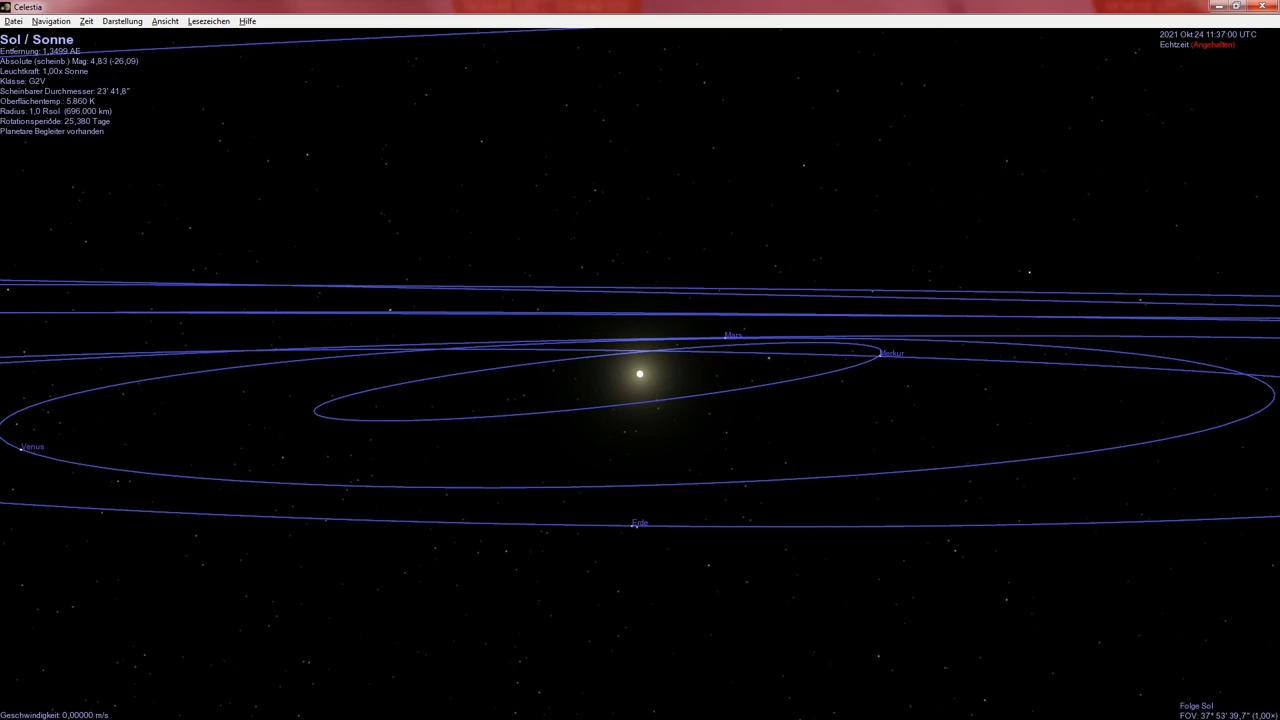 Celestia
Datei Navigation Zeit Darstellung Ansicht Lesezeichen Hilfe
Sol / Sonne
Entfernung: 1,3499 AE
Absolute (scheinb.) Mag: 4,83 (-26,09)
Leuchtkraft: 1,00x Sonne
Klasse: G2V
Scheinbarer Durchmesser: 23' 41,8"
Oberflächentemp.: 5.860 K
Radius: 1,0 Rsol (696.000 km)
Rotationsperiode: 25,380 Tage
Planetare Begleiter vorhanden
2021 Okt 24 11:37:00 UTC
Echtzeit (Angehalten)
Mars
Merkur
Venus
Erde
Geschwindigkeit: 0,00000 m/s
Folge Sol
FOV: 37° 53' 39,7" (1,00×)